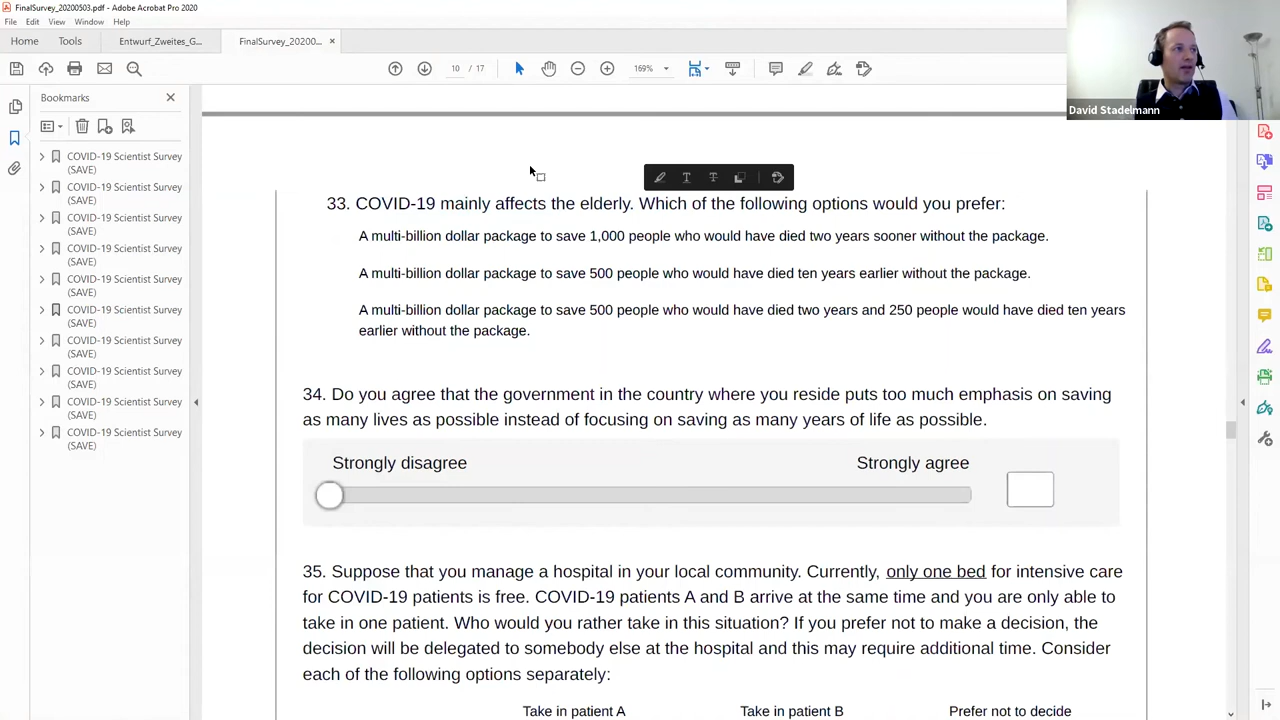 FinalSurvey_20200503.pdf - Adobe Acrobat Pro 2020
File Edit View Window Help
Home Tools Entwurf_Zweites_G... FinalSurvey_20200... ×
10 / 17 169%
David Stadelmann
Bookmarks
COVID-19 Scientist Survey
(SAVE)
COVID-19 Scientist Survey
(SAVE)
COVID-19 Scientist Survey
(SAVE)
COVID-19 Scientist Survey
(SAVE)
COVID-19 Scientist Survey
(SAVE)
COVID-19 Scientist Survey
(SAVE)
COVID-19 Scientist Survey
(SAVE)
COVID-19 Scientist Survey
(SAVE)
COVID-19 Scientist Survey
(SAVE)
COVID-19 Scientist Survey
(SAVE)
33. COVID-19 mainly affects the elderly. Which of the following options would you prefer:
A multi-billion dollar package to save 1,000 people who would have died two years sooner without the package.
A multi-billion dollar package to save 500 people who would have died ten years earlier without the package.
A multi-billion dollar package to save 500 people who would have died two years and 250 people would have died ten years
earlier without the package.
34. Do you agree that the government in the country where you reside puts too much emphasis on saving
as many lives as possible instead of focusing on saving as many years of life as possible.
Strongly disagree Strongly agree
35. Suppose that you manage a hospital in your local community. Currently, only one bed for intensive care
for COVID-19 patients is free. COVID-19 patients A and B arrive at the same time and you are only able to
take in one patient. Who would you rather take in this situation? If you prefer not to make a decision, the
decision will be delegated to somebody else at the hospital and this may require additional time. Consider
each of the following options separately:
Take in patient A Take in patient B Prefer not to decide